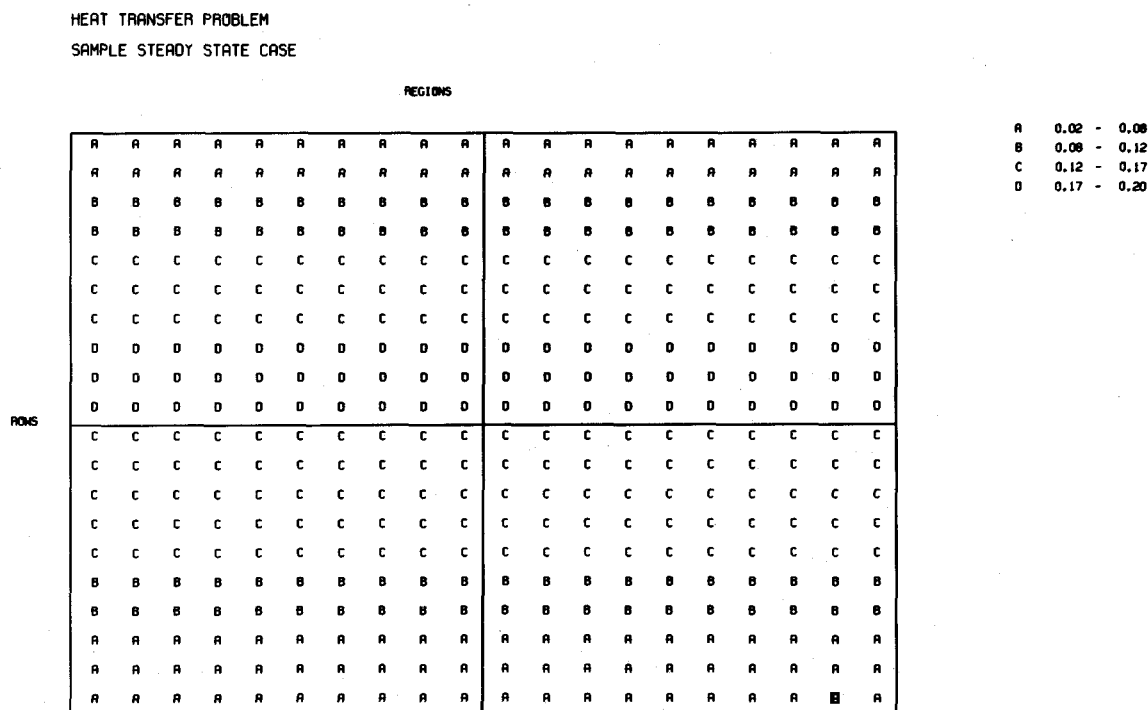 HEAT TRANSFER PROBLEM
SAMPLE STEADY STATE CASE
REGIONS
A 0.02 - 0.08
B 0.08 - 0.12
C 0.12 - 0.17
D 0.17 - 0.20
A A A A A A A A A A A A A A A A A A A A
A A A A A A A A A A A A A A A A A A A A
B B B B B B B B B B B B B B B B B B B B
B B B B B B B B B B B B B B B B B B B B
C C C C C C C C C C C C C C C C C C C C
C C C C C C C C C C C C C C C C C C C C
C C C C C C C C C C C C C C C C C C C C
D D D D D D D D D D D D D D D D D D D D
D D D D D D D D D D D D D D D D D D D D
D D D D D D D D D D D D D D D D D D D D
ROWS
C C C C C C C C C C C C C C C C C C C C
C C C C C C C C C C C C C C C C C C C C
C C C C C C C C C C C C C C C C C C C C
C C C C C C C C C C C C C C C C C C C C
C C C C C C C C C C C C C C C C C C C C
B B B B B B B B B B B B B B B B B B B B
B B B B B B B B B B B B B B B B B B B B
A A A A A A A A A A A A A A A A A A A A
A A A A A A A A A A A A A A A A A A A A
A A A A A A A A A A A A A A A A A A B A